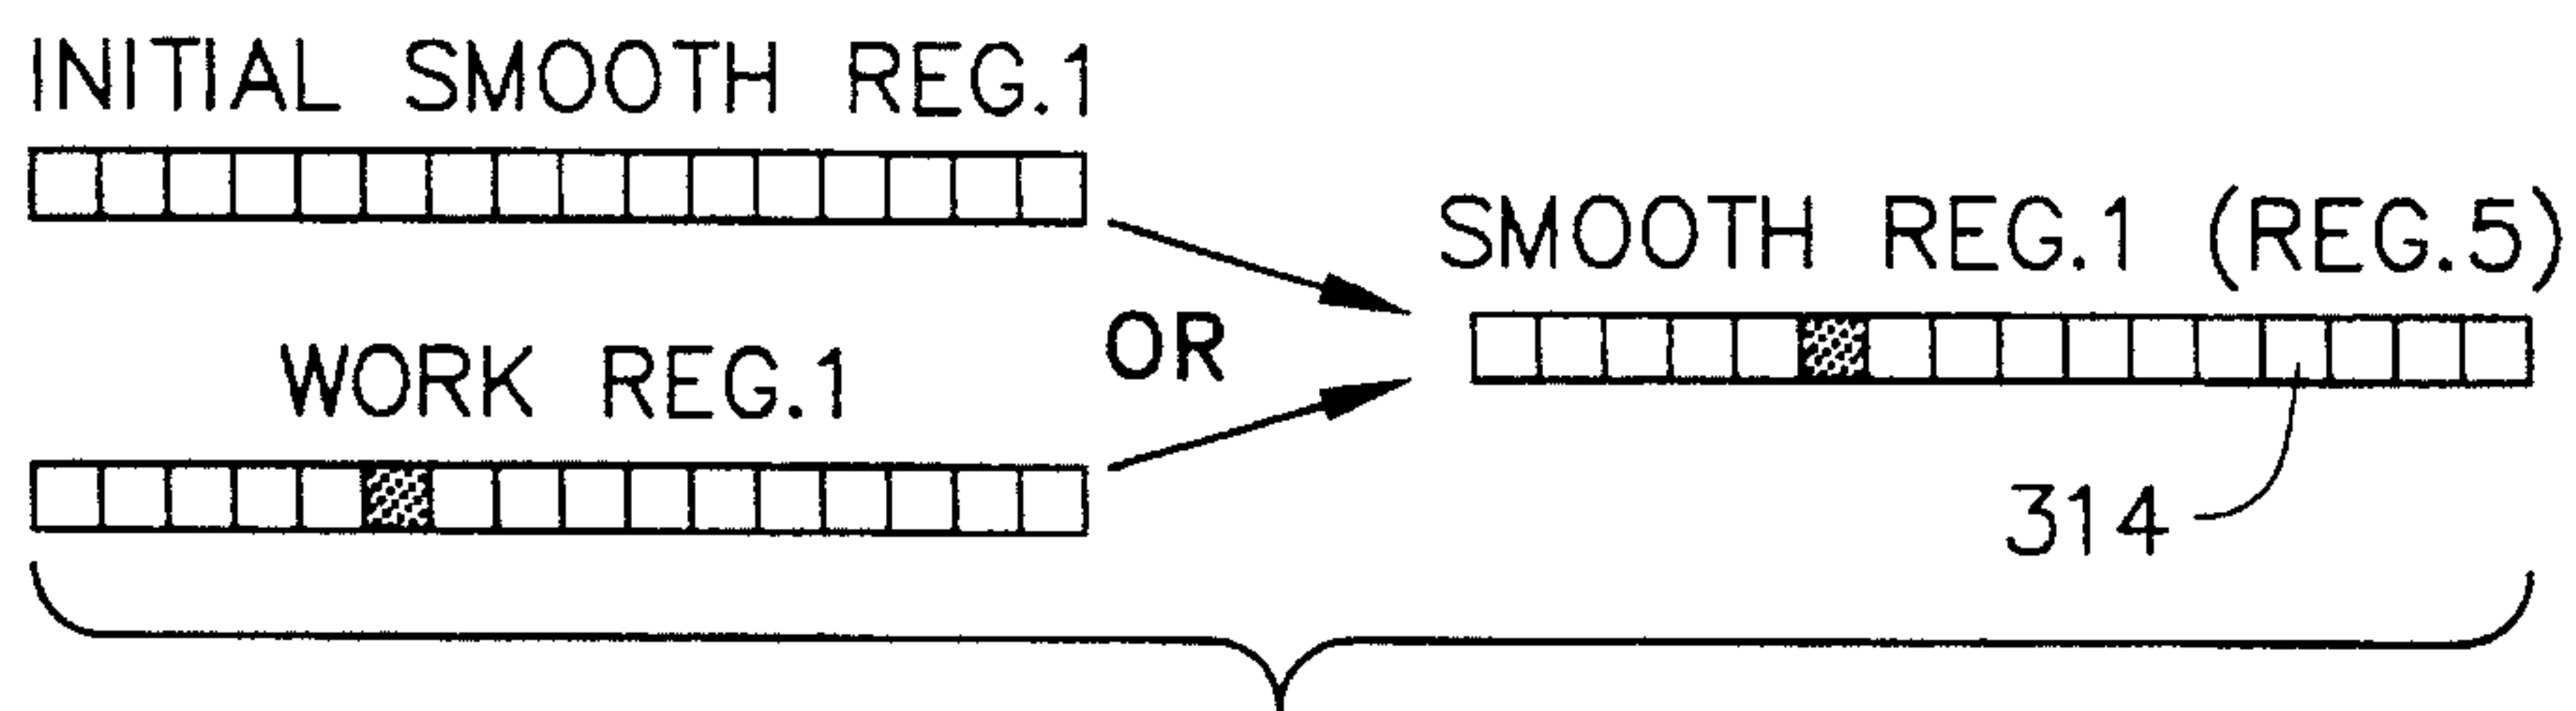 INITIAL SMOOTH REG.1
SMOOTH REG.1 (REG.5)
OR
WORK REG.1
314